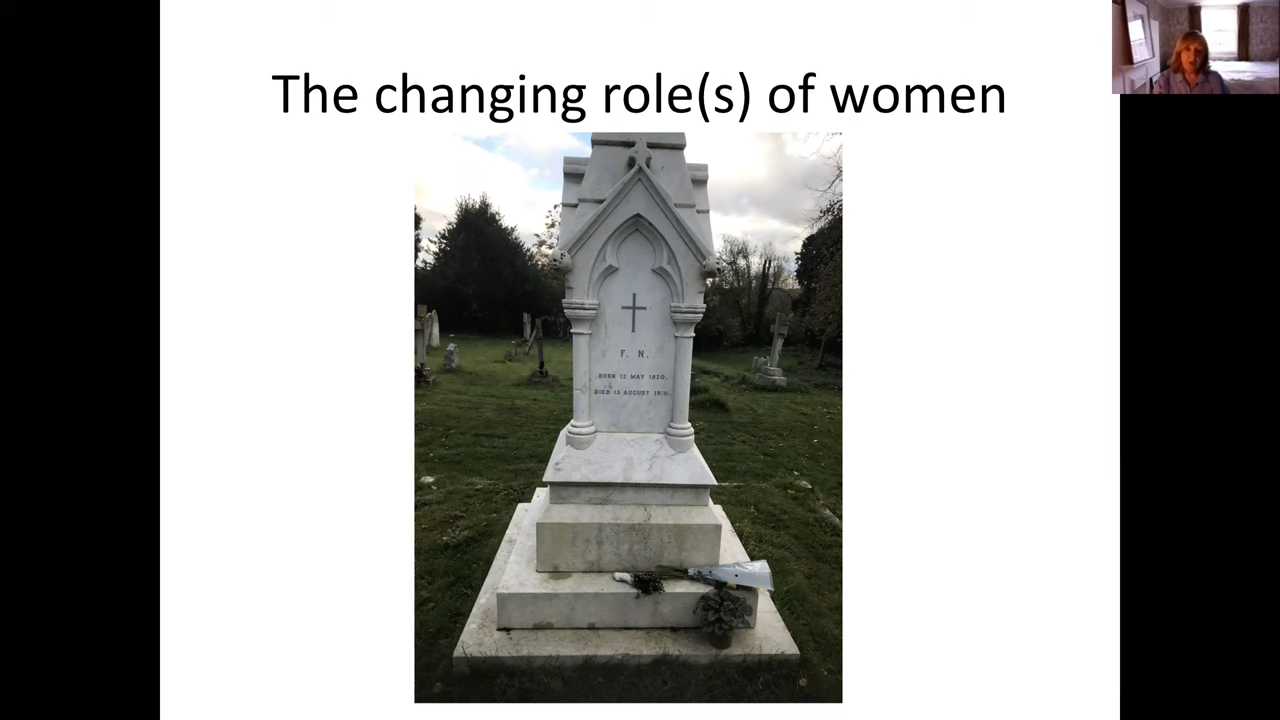 The changing role(s) of women
F. N.
BORN 12 MAY 1820.
DIED 13 AUGUST 1910.